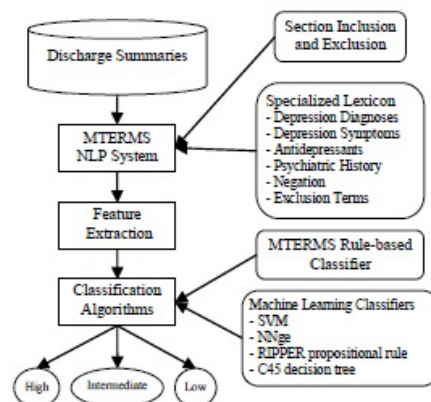 Discharge Summaries
Section Inclusion
and Exclusion
Specialized Lexicon
- Depression Diagnoses
- Depression Symptoms
- Antidepressants
- Psychiatric History
- Negation
- Exclusion Terms
MTERMS
NLP System
Feature
Extraction
MTERMS Rule-based
Classifier
Classification
Algorithms
Machine Learning Classifiers
- SVM
- NNge
- RIPPER propositional rule
- C45 decision tree
High
Intermediate
Low